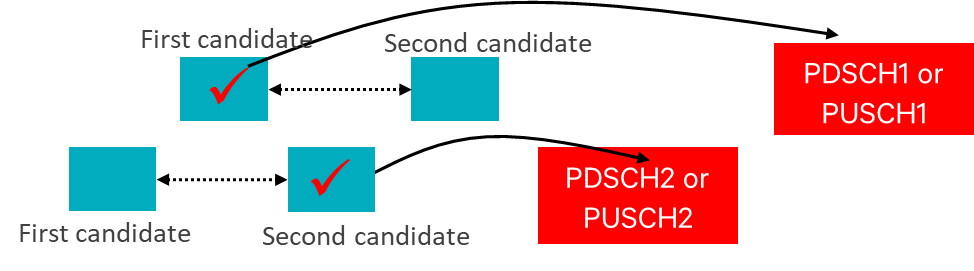 First candidate
Second candidate
PDSCH1 or
PUSCH1
PDSCH2 or
PUSCH2
First candidate
Second candidate